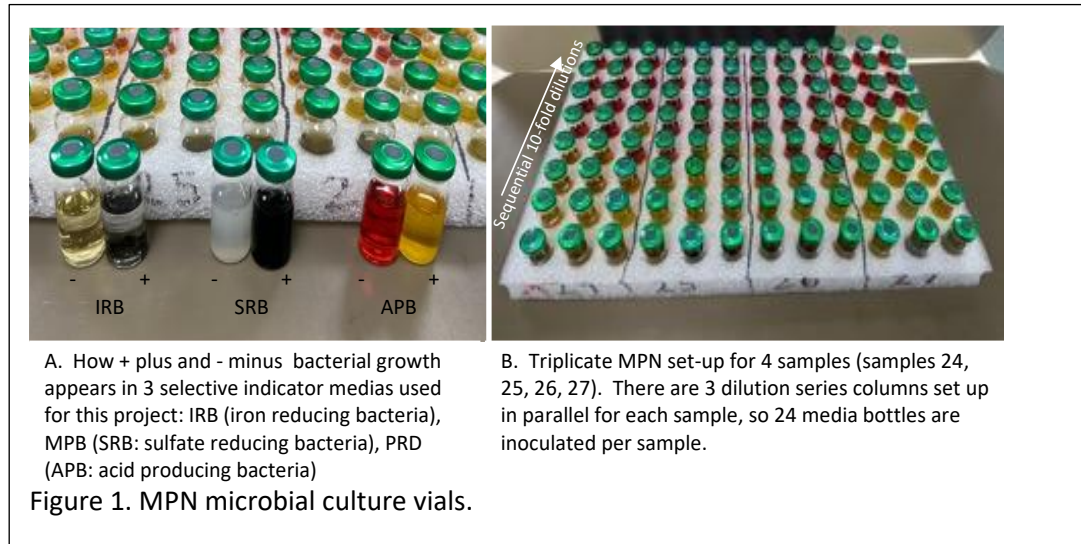 Sequential 10-fold dilutions
- + - + - +
IRB SRB APB
24 25 26 27
A. How + plus and - minus bacterial growth
appears in 3 selective indicator medias used
for this project: IRB (iron reducing bacteria),
MPB (SRB: sulfate reducing bacteria), PRD
(APB: acid producing bacteria)
B. Triplicate MPN set-up for 4 samples (samples 24,
25, 26, 27). There are 3 dilution series columns set up
in parallel for each sample, so 24 media bottles are
inoculated per sample.
Figure 1. MPN microbial culture vials.